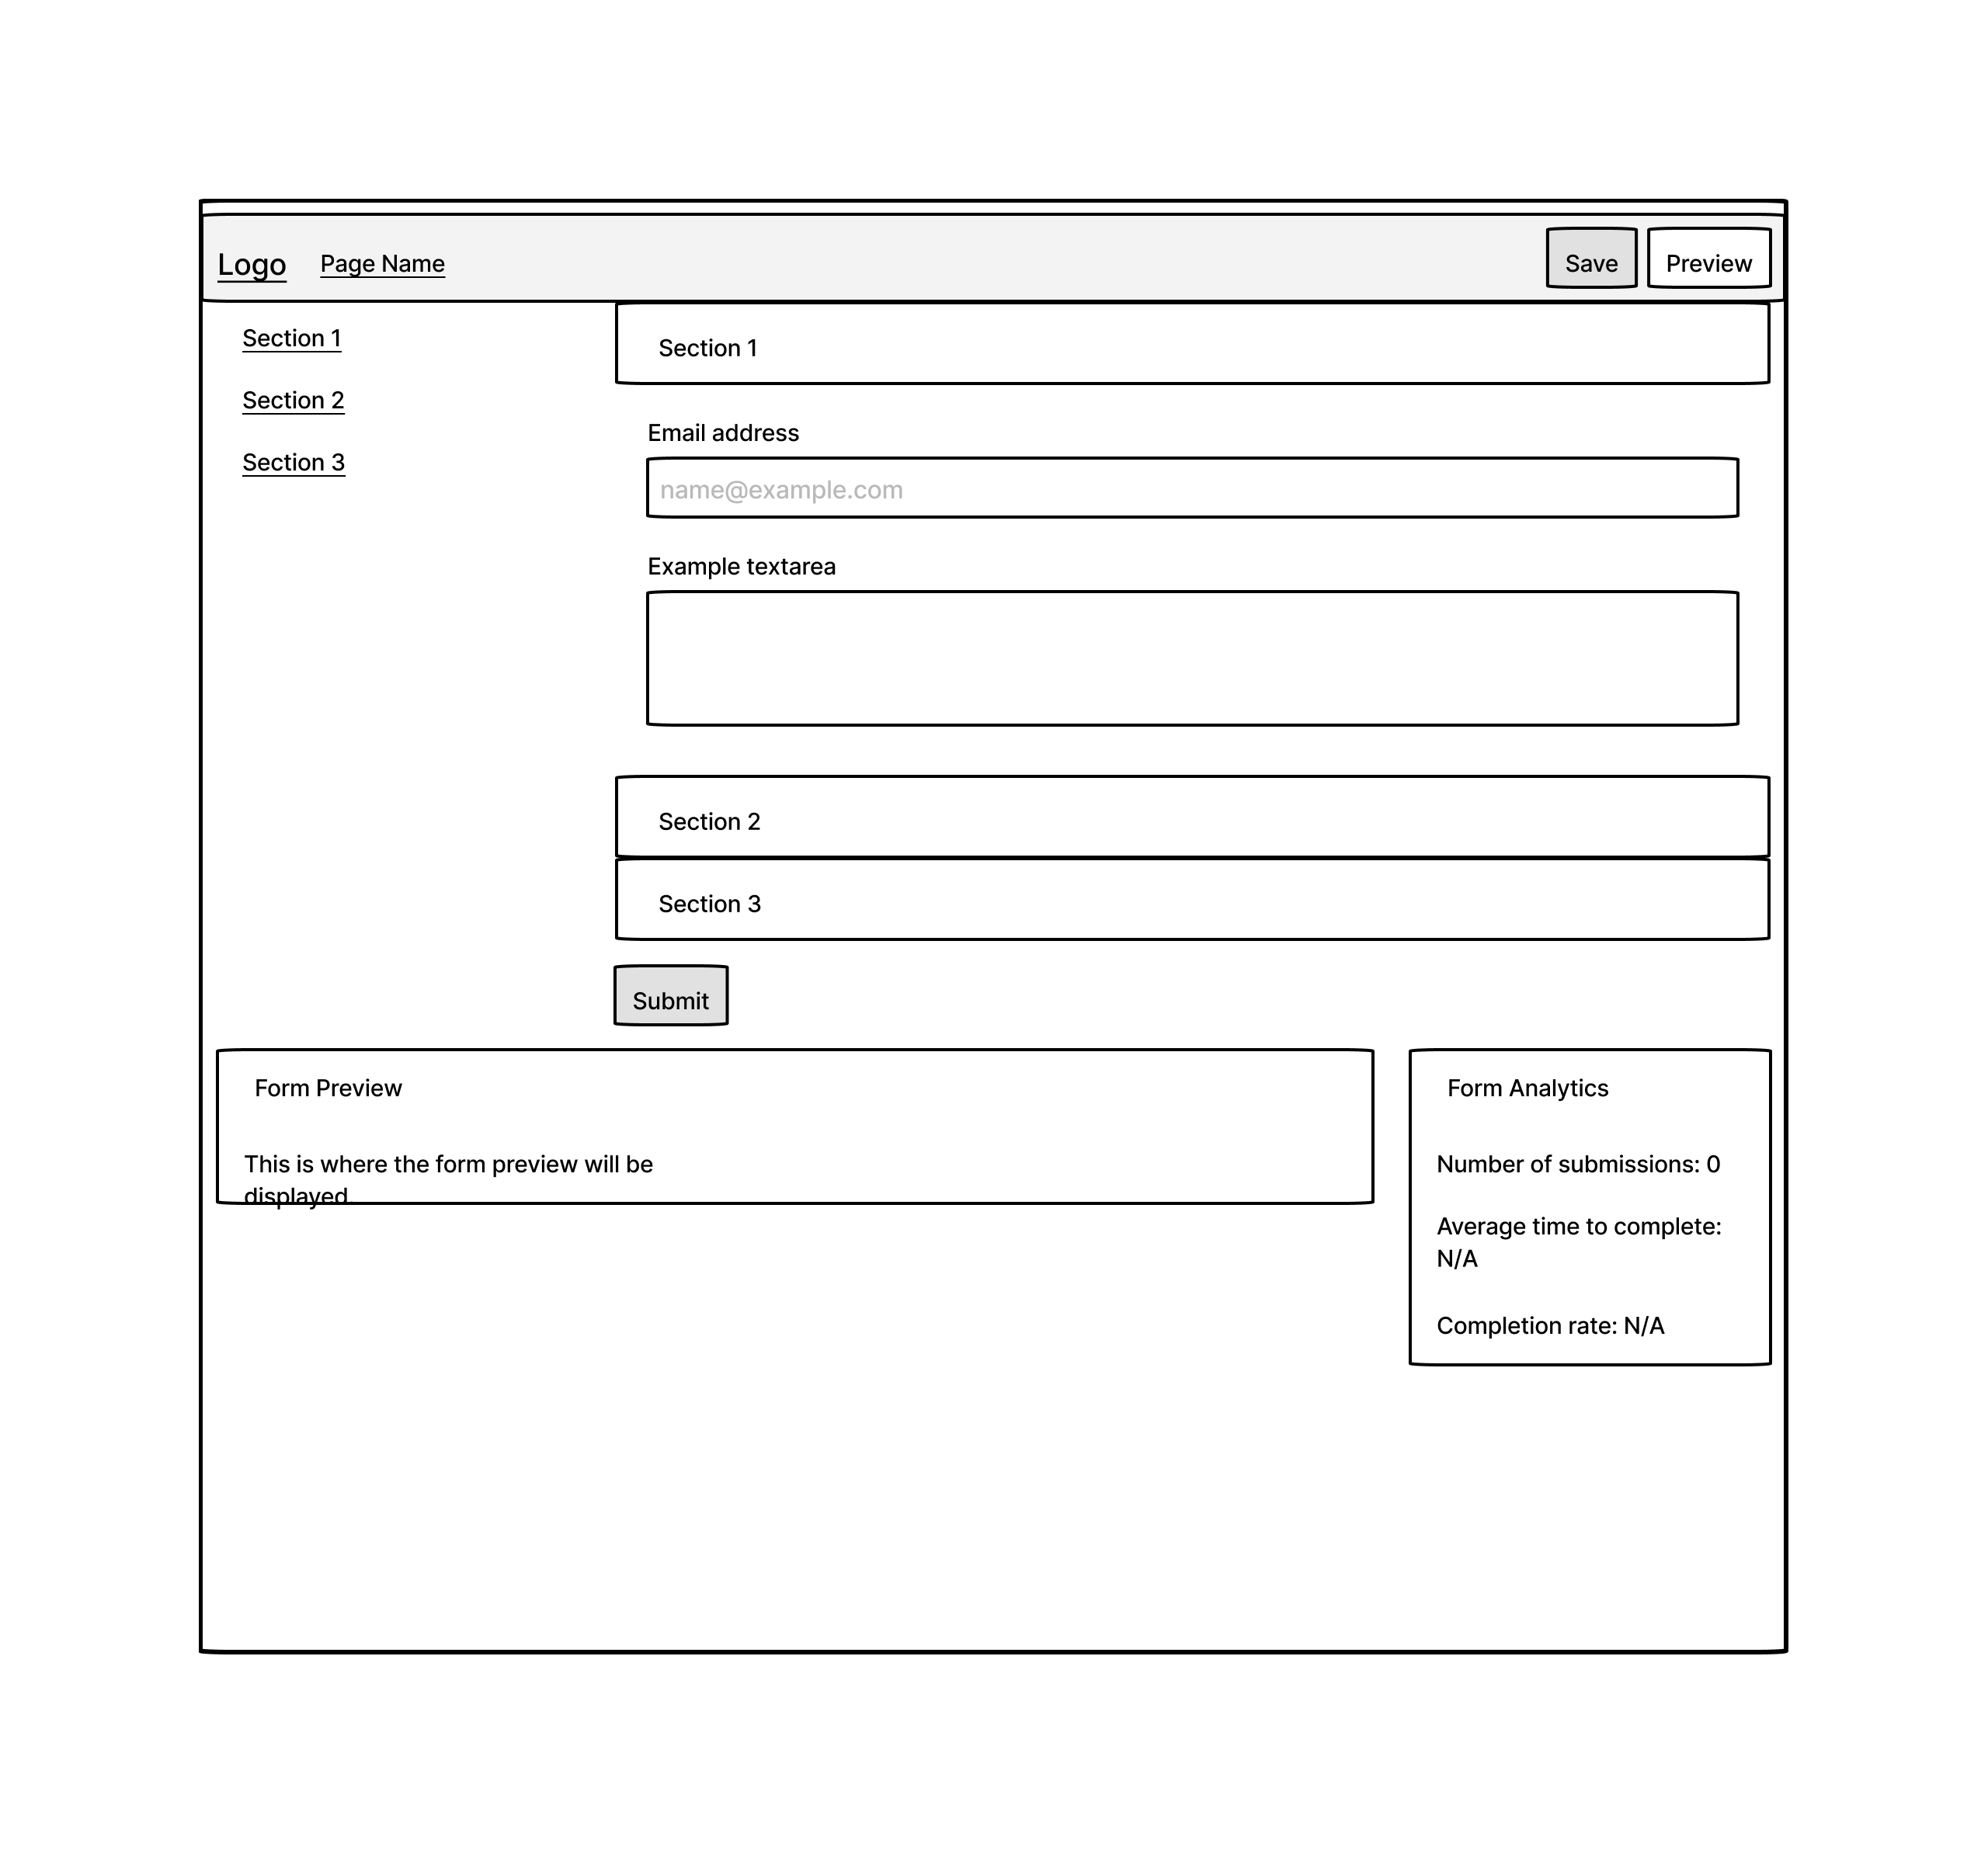 Logo
Page Name
Save
Preview
Section 1
Section 2
Section 3
Section 1
Email address
name@example.com
Example textarea
Section 2
Section 3
Submit
Form Preview
This is where the form preview will be
displayed.
Form Analytics
Number of submissions: 0
Average time to complete:
N/A
Completion rate: N/A